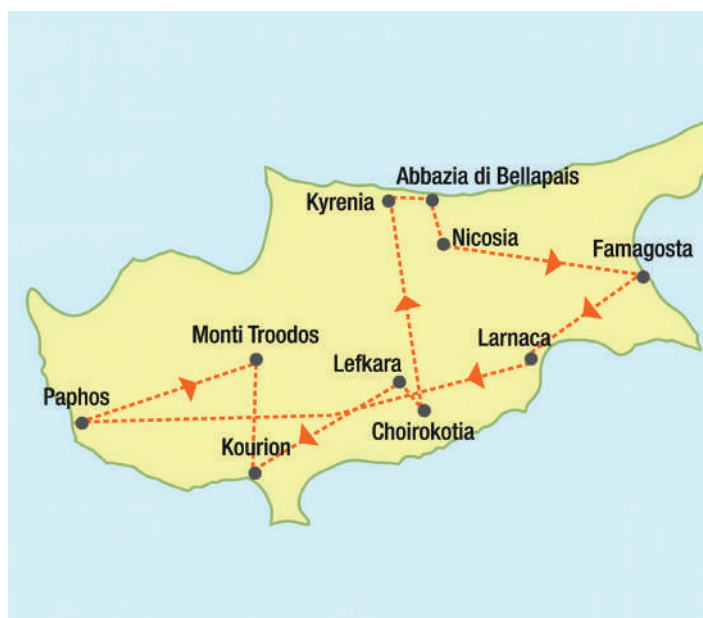 Abbazia di Bellapais
Kyrenia
Nicosia
Famagosta
Monti Troodos
Larnaca
Lefkara
Paphos
Choirokotia
Kourion